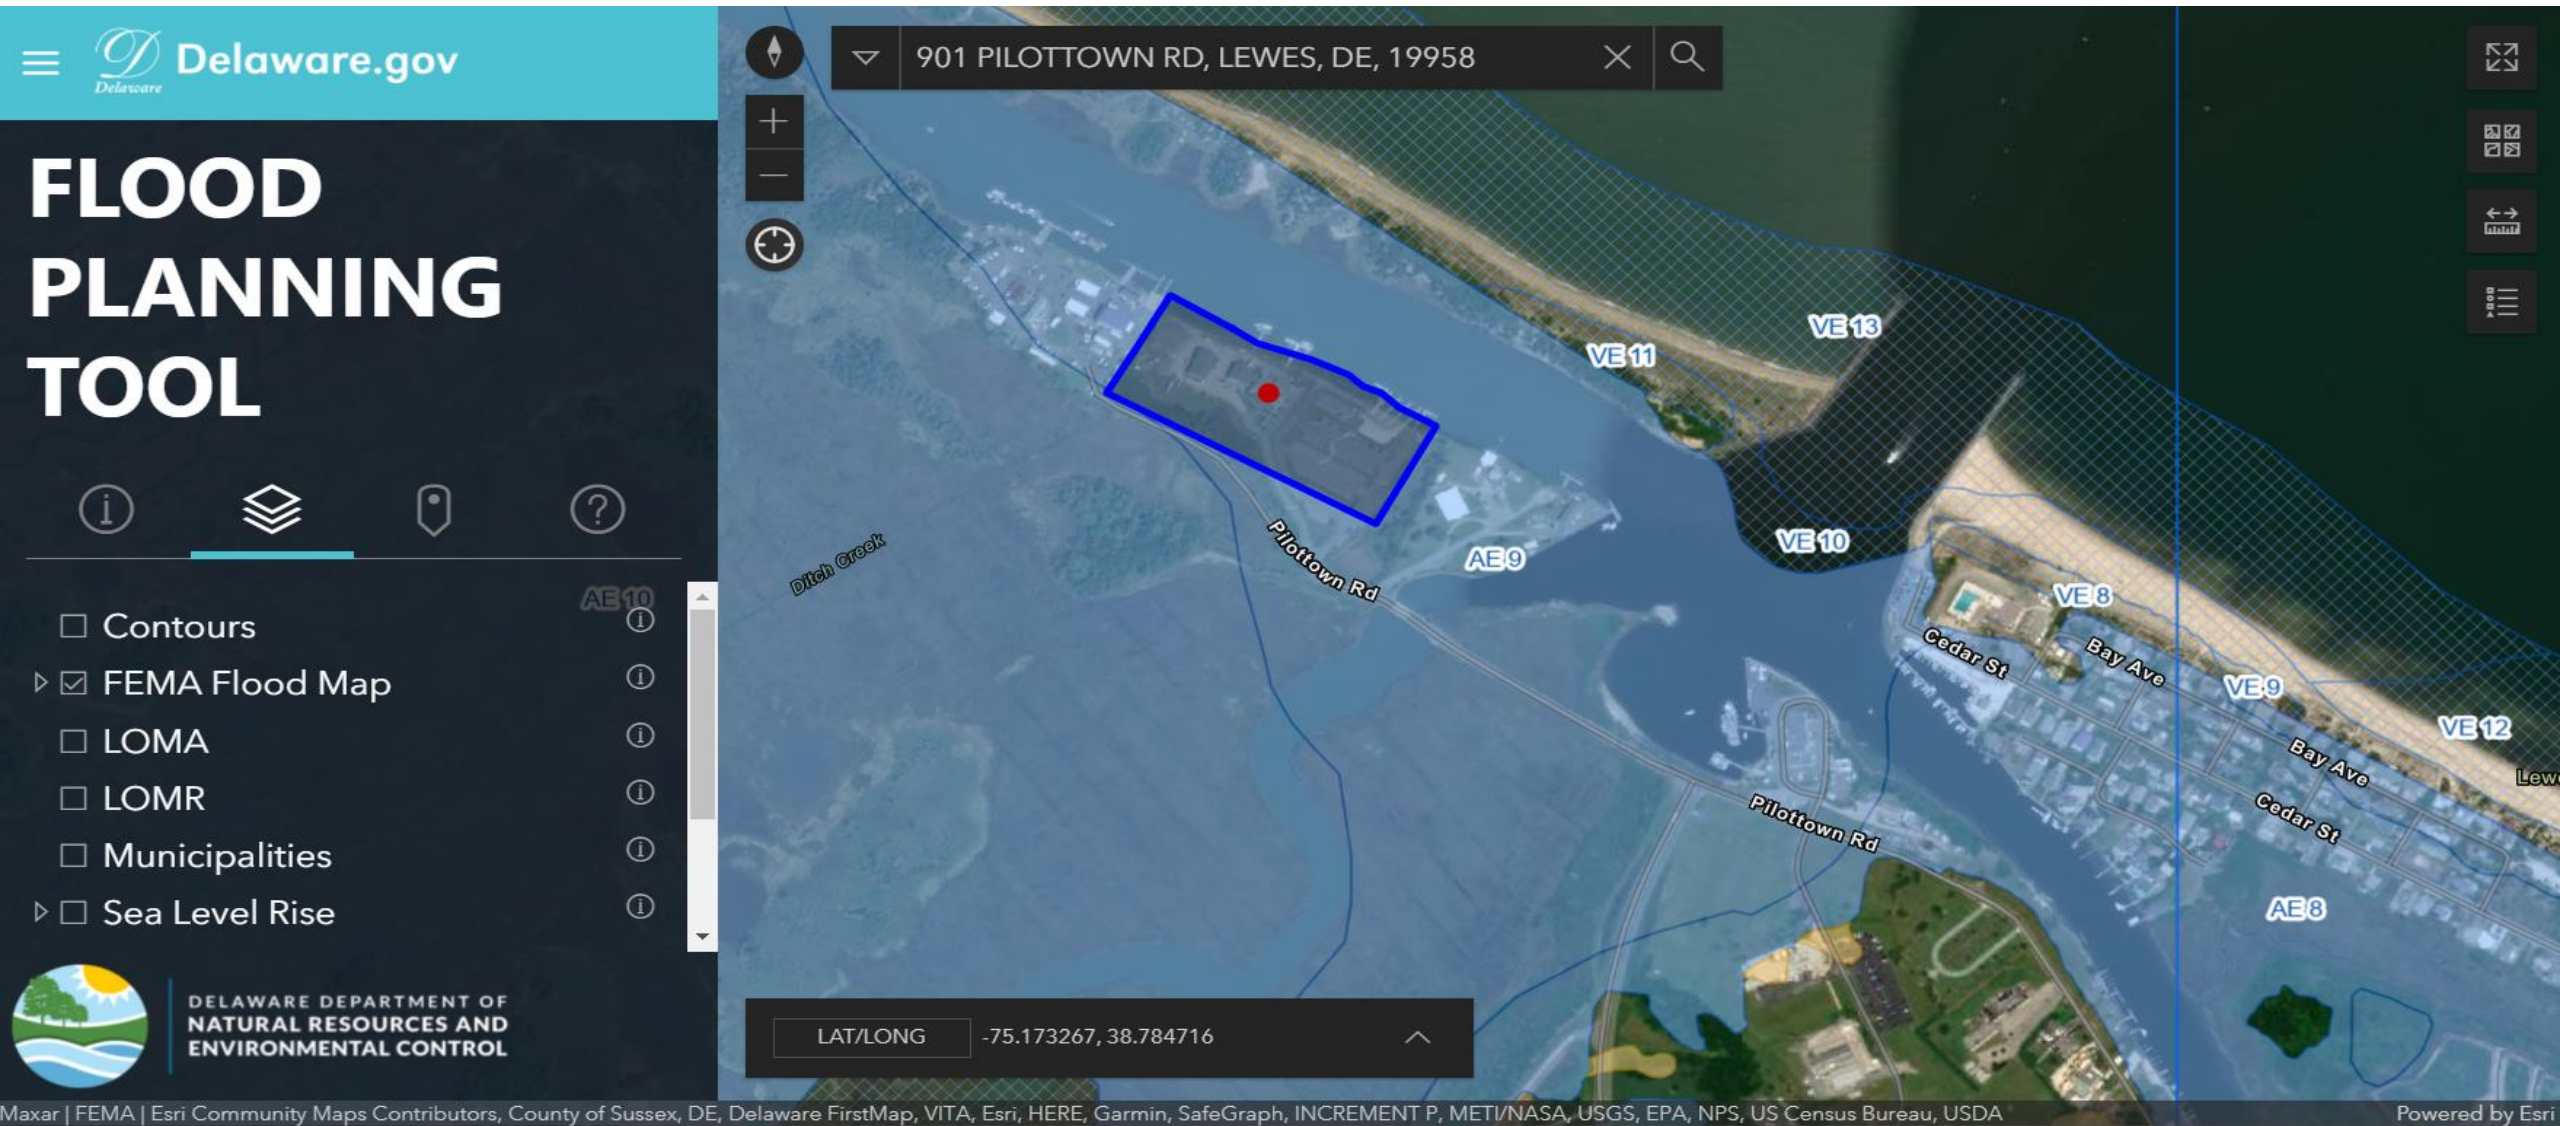 Delaware.gov
Delaware
FLOOD
PLANNING
TOOL
AE 10
Contours
FEMA Flood Map
LOMA
LOMR
Municipalities
Sea Level Rise
DELAWARE DEPARTMENT OF
NATURAL RESOURCES AND
ENVIRONMENTAL CONTROL
901 PILOTTOWN RD, LEWES, DE, 19958
VE 13
VE 11
VE 10
AE 9
Ditch Creek
Pilottown Rd
VE 8
Cedar St
Bay Ave
VE 9
VE 12
Bay Ave
Lewe
Cedar St
Pilottown Rd
AE 8
LAT/LONG -75.173267, 38.784716
Maxar | FEMA | Esri Community Maps Contributors, County of Sussex, DE, Delaware FirstMap, VITA, Esri, HERE, Garmin, SafeGraph, INCREMENT P, METI/NASA, USGS, EPA, NPS, US Census Bureau, USDA
Powered by Esri